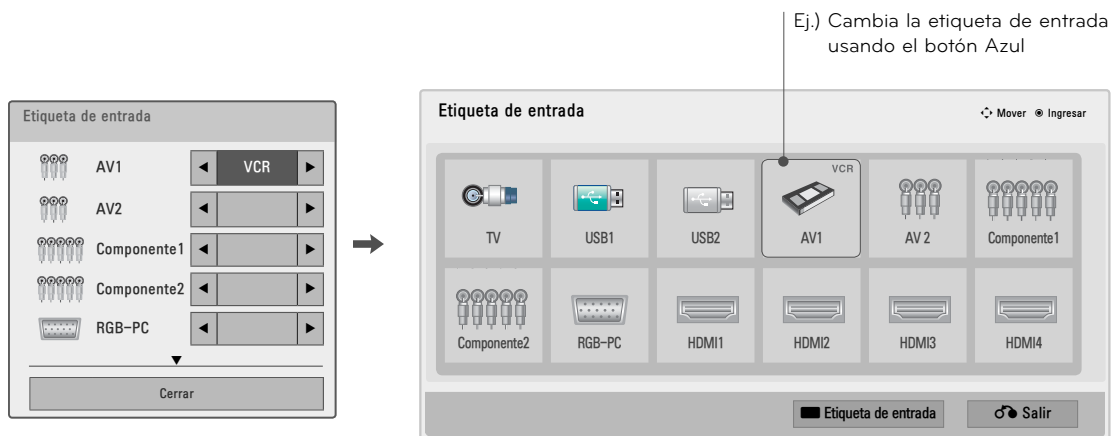 Ej.) Cambia la etiqueta de entrada
usando el botón Azul
Etiqueta de entrada
AV1 VCR
AV2
Componente1
Componente2
RGB-PC
Cerrar
Etiqueta de entrada Mover Ingresar
VCR
TV USB1 USB2 AV1 AV 2 Componente1
Componente2 RGB-PC HDMI1 HDMI2 HDMI3 HDMI4
Etiqueta de entrada Salir